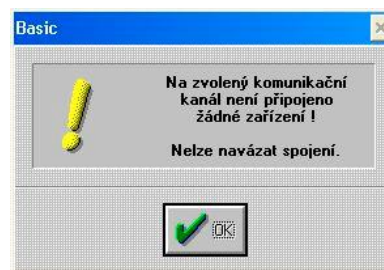 Basic
Na zvolený komunikační
kanál není připojeno
žádné zařízení !
Nelze navázat spojení.
OK